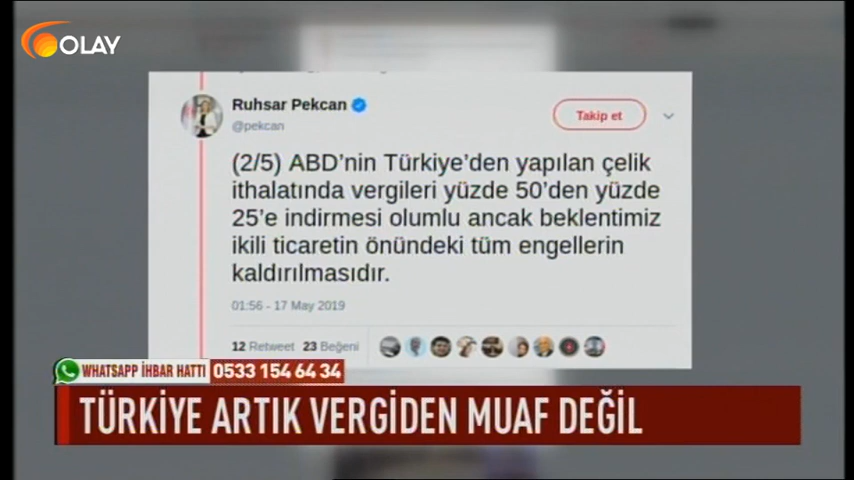 OLAY
Ruhsar Pekcan
@pekcan
Takip et
(2/5) ABD'nin Türkiye'den yapılan çelik
ithalatında vergileri yüzde 50'den yüzde
25'e indirmesi olumlu ancak beklentimiz
ikili ticaretin önündeki tüm engellerin
kaldırılmasıdır.
01:56 - 17 May 2019
12 Retweet 23 Beğeni
WHATSAPP İHBAR HATTI 0533 154 64 34
TÜRKİYE ARTIK VERGİDEN MUAF DEĞİL